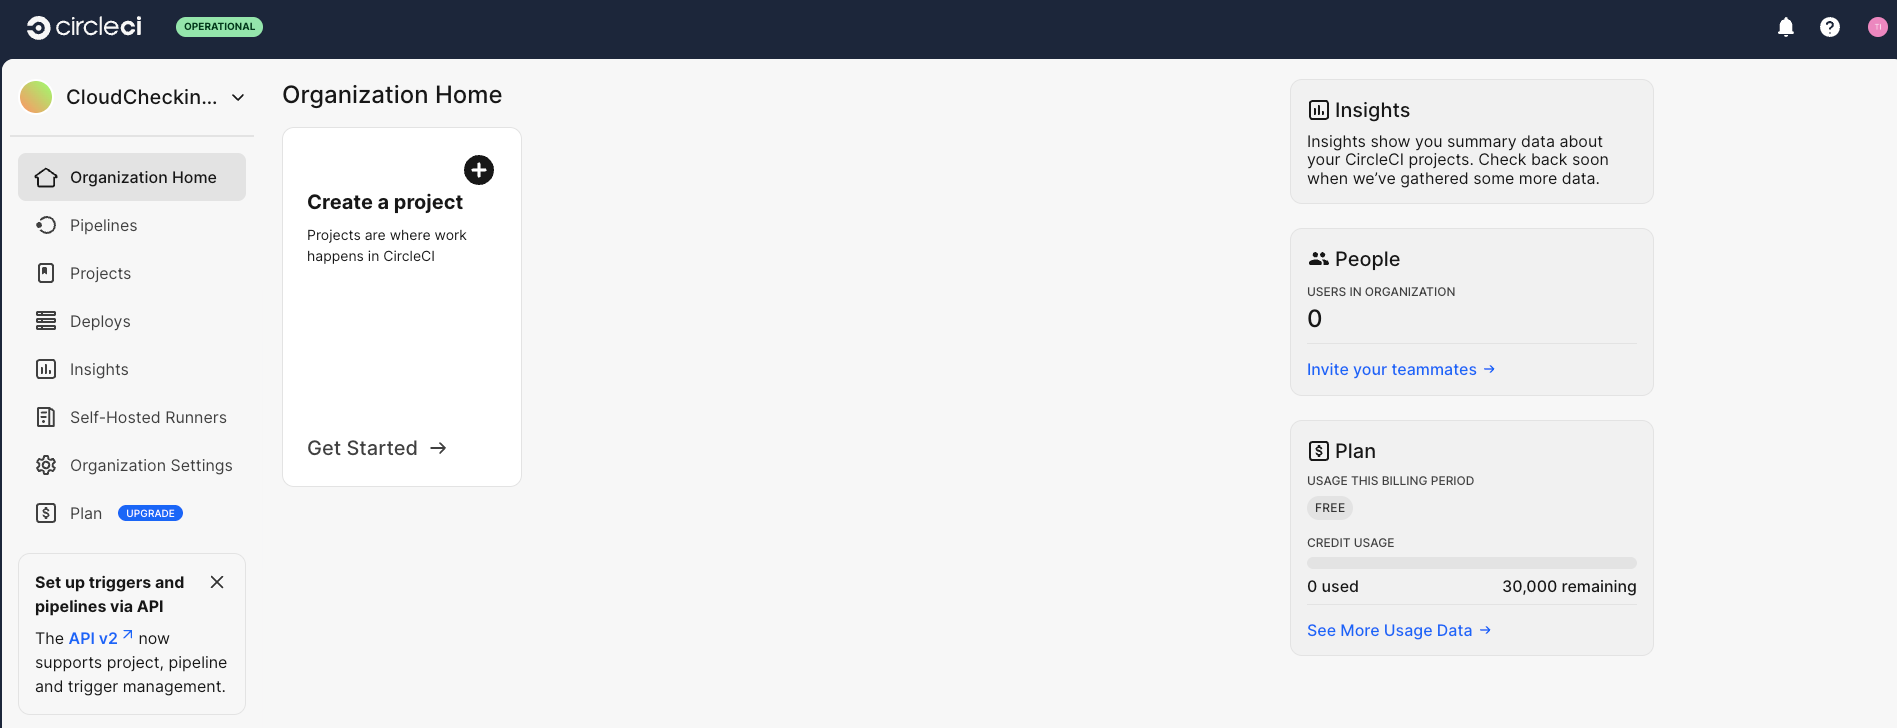 circleci
OPERATIONAL
TI
CloudCheckin...
Organization Home
Pipelines
Projects
Deploys
Insights
Self-Hosted Runners
Organization Settings
Plan UPGRADE
Set up triggers and
pipelines via API
The API v2 now
supports project, pipeline
and trigger management.
Organization Home
Create a project
Projects are where work
happens in CircleCI
Get Started →
Insights
Insights show you summary data about
your CircleCI projects. Check back soon
when we’ve gathered some more data.
People
USERS IN ORGANIZATION
0
Invite your teammates →
Plan
USAGE THIS BILLING PERIOD
FREE
CREDIT USAGE
0 used 30,000 remaining
See More Usage Data →